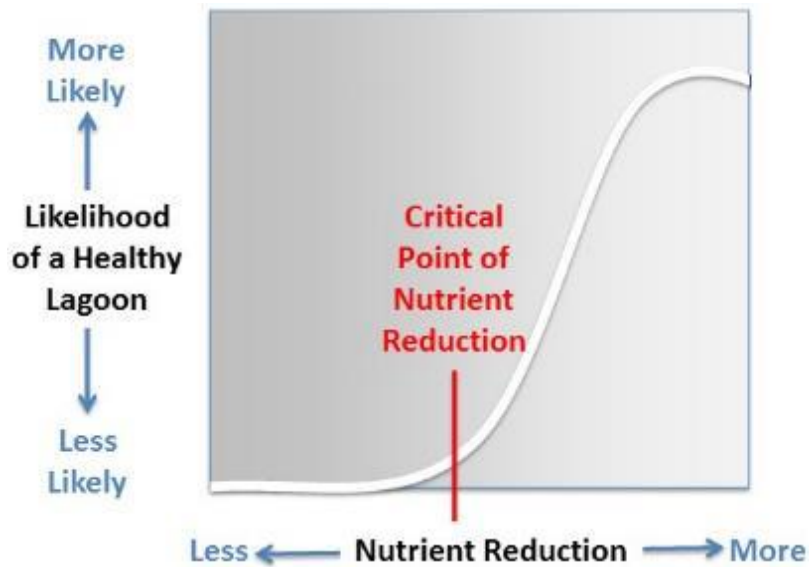 More
Likely
Likelihood
of a Healthy
Lagoon
Less
Likely
Critical
Point of
Nutrient
Reduction
Less
Nutrient Reduction
More